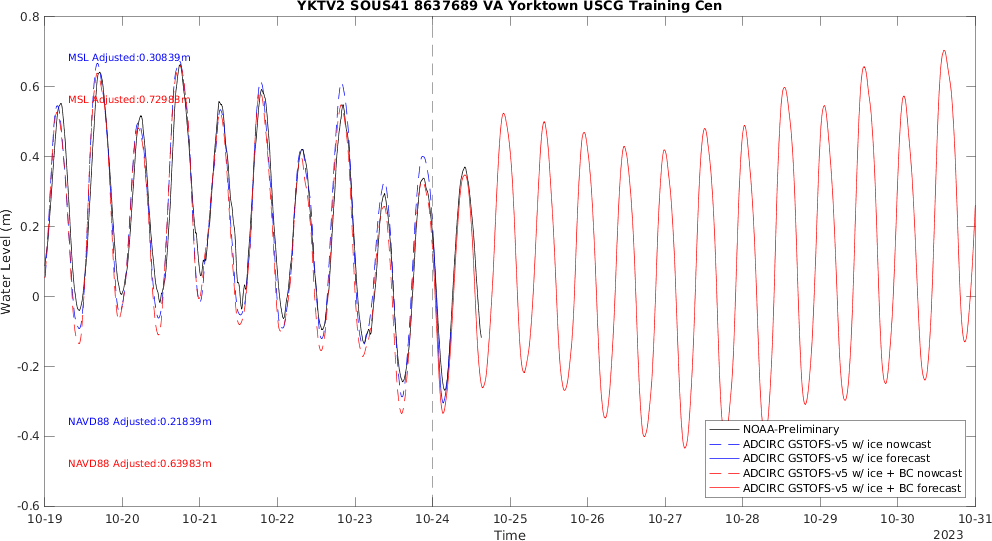 YKTV2 SOUS41 8637689 VA Yorktown USCG Training Cen
0.8
0.6
0.4
0.2
0
-0.2
-0.4
-0.6
Water Level (m)
MSL Adjusted:0.30839m
MSL Adjusted:0.72983m
NAVD88 Adjusted:0.21839m
NAVD88 Adjusted:0.63983m
NOAA-Preliminary
ADCIRC GSTOFS-v5 w/ ice nowcast
ADCIRC GSTOFS-v5 w/ ice forecast
ADCIRC GSTOFS-v5 w/ ice + BC nowcast
ADCIRC GSTOFS-v5 w/ ice + BC forecast
10-19 10-20 10-21 10-22 10-23 10-24 10-25 10-26 10-27 10-28 10-29 10-30 10-31
Time
2023